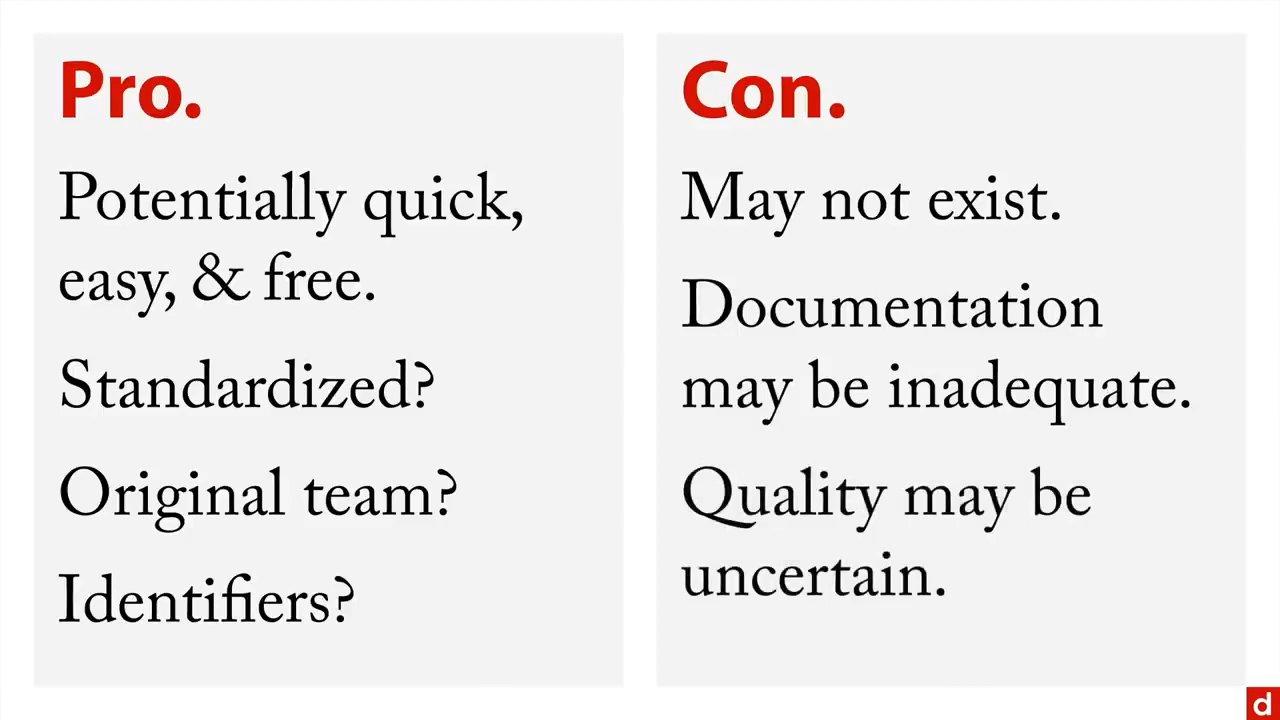 Pro.
Potentially quick,
easy, & free.
Standardized?
Original team?
Identifiers?
Con.
May not exist.
Documentation
may be inadequate.
Quality may be
uncertain.
d